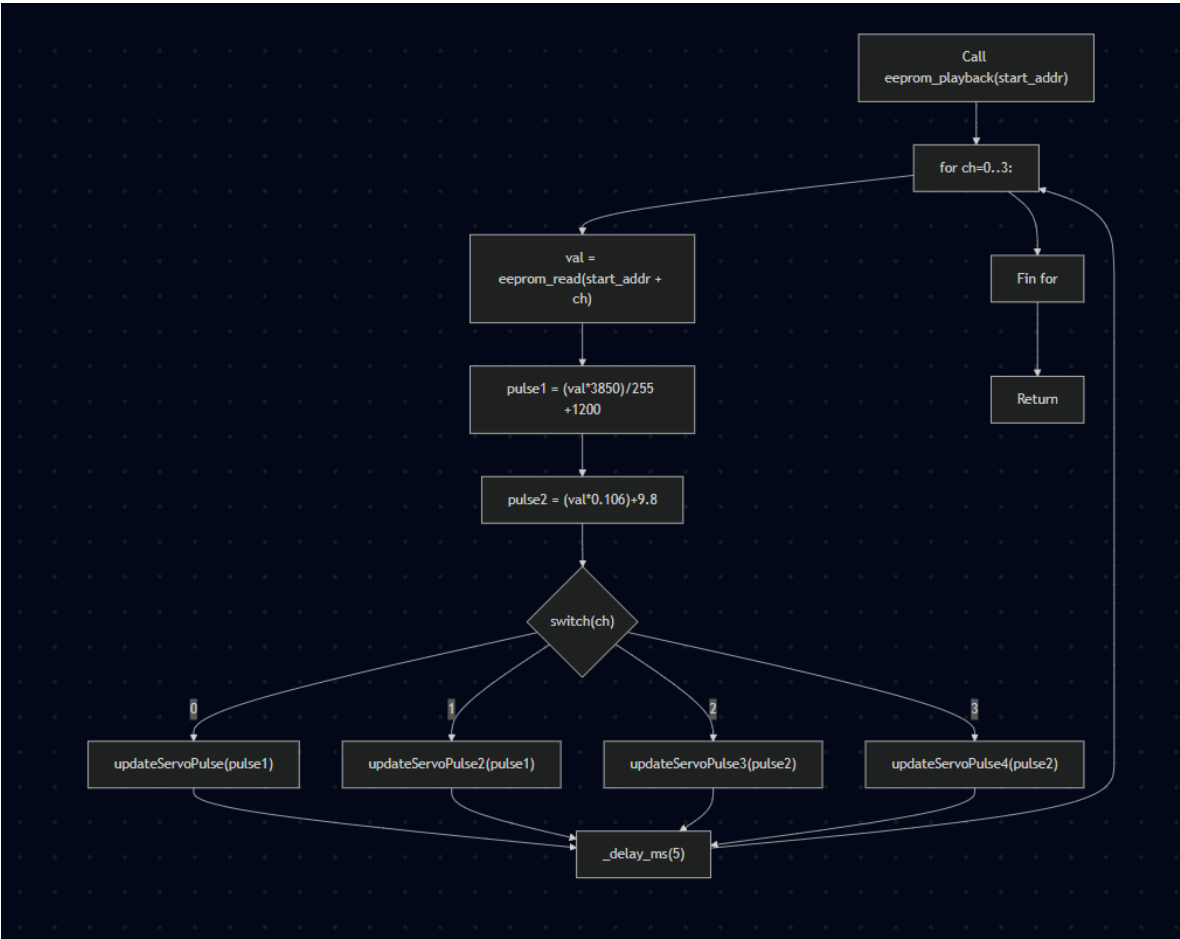 Call
eeprom_playback(start_addr)
for ch=0..3:
val =
eeprom_read(start_addr +
ch)
Fin for
pulse1 = (val*3850)/255
+1200
Return
pulse2 = (val*0.106)+9.8
switch(ch)
0
1
2
3
updateServoPulse(pulse1)
updateServoPulse2(pulse1)
updateServoPulse3(pulse2)
updateServoPulse4(pulse2)
_delay_ms(5)